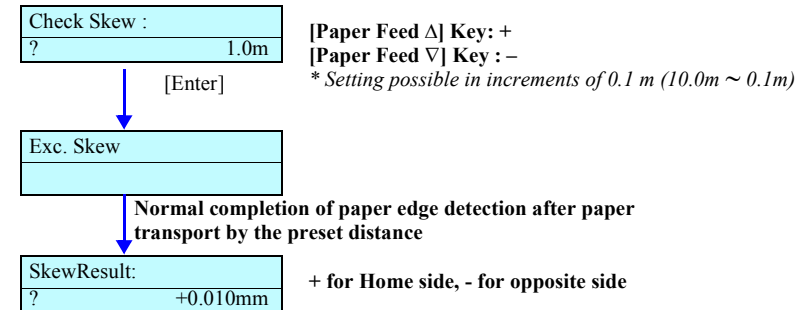 Check Skew :
? 1.0m
[Paper Feed ∆] Key: +
[Paper Feed ∇] Key : –
* Setting possible in increments of 0.1 m (10.0m ～ 0.1m)
[Enter]
Exc. Skew
Normal completion of paper edge detection after paper
transport by the preset distance
SkewResult:
? +0.010mm
+ for Home side, - for opposite side